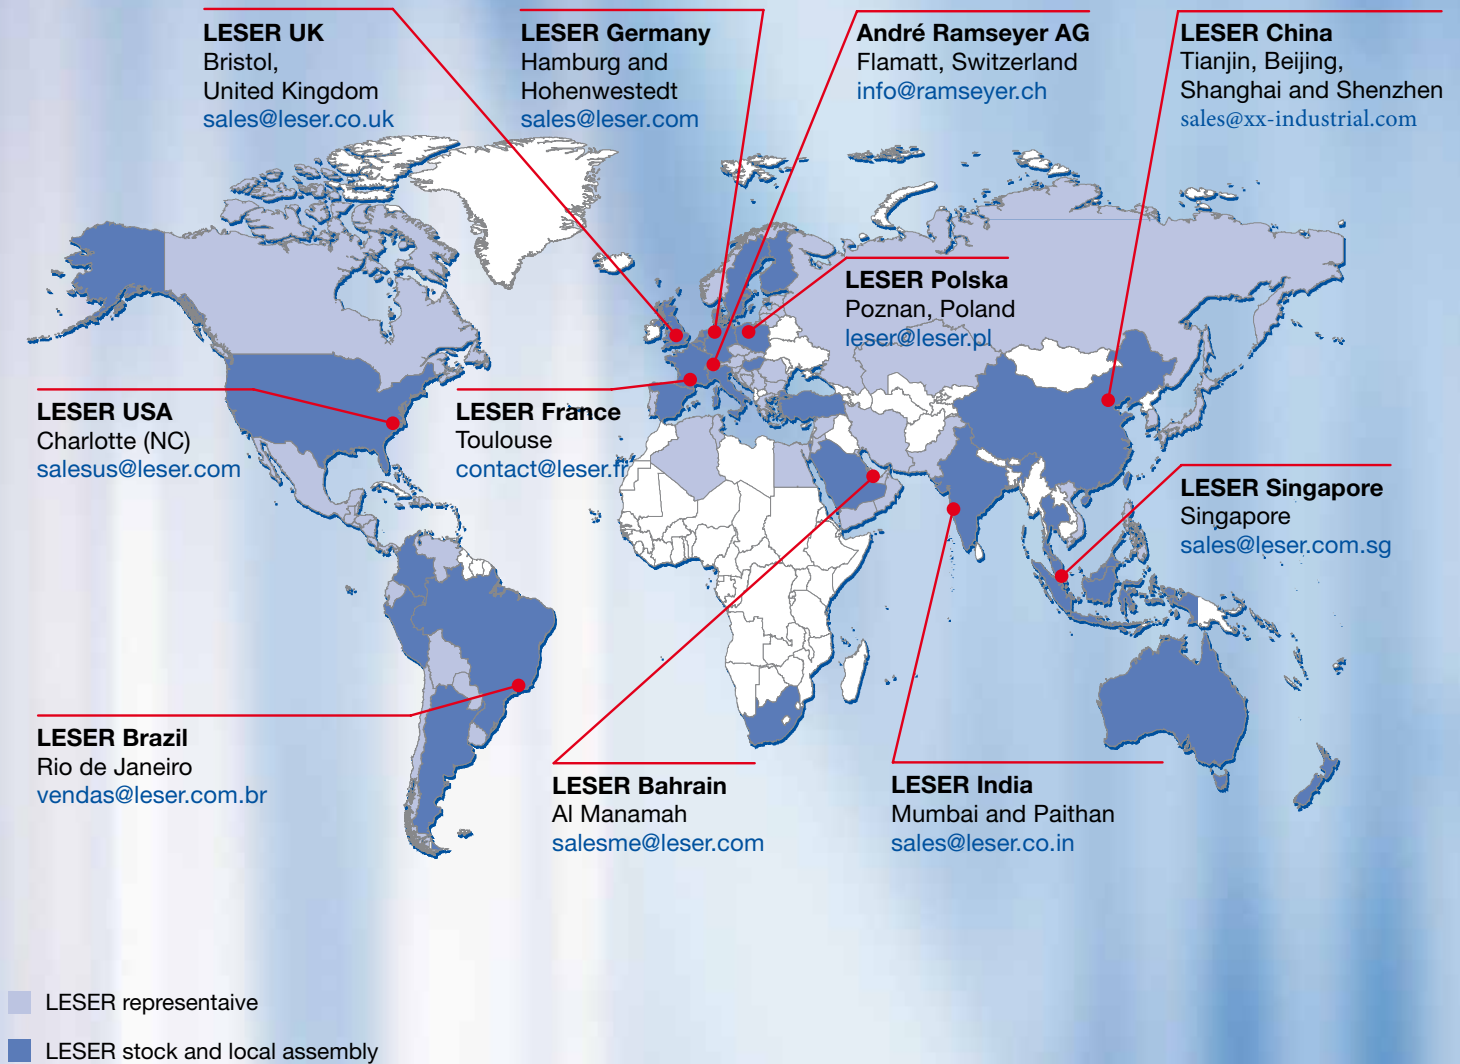 LESER UK
Bristol,
United Kingdom
sales@leser.co.uk
LESER Germany
Hamburg and
Hohenwestedt
sales@leser.com
André Ramseyer AG
Flamatt, Switzerland
info@ramseyer.ch
LESER China
Tianjin, Beijing,
Shanghai and Shenzhen
sales@xx-industrial.com
LESER Polska
Poznan, Poland
leser@leser.pl
LESER USA
Charlotte (NC)
salesus@leser.com
LESER France
Toulouse
contact@leser.fr
LESER Singapore
Singapore
sales@leser.com.sg
LESER Brazil
Rio de Janeiro
vendas@leser.com.br
LESER Bahrain
Al Manamah
salesme@leser.com
LESER India
Mumbai and Paithan
sales@leser.co.in
LESER representaive
LESER stock and local assembly